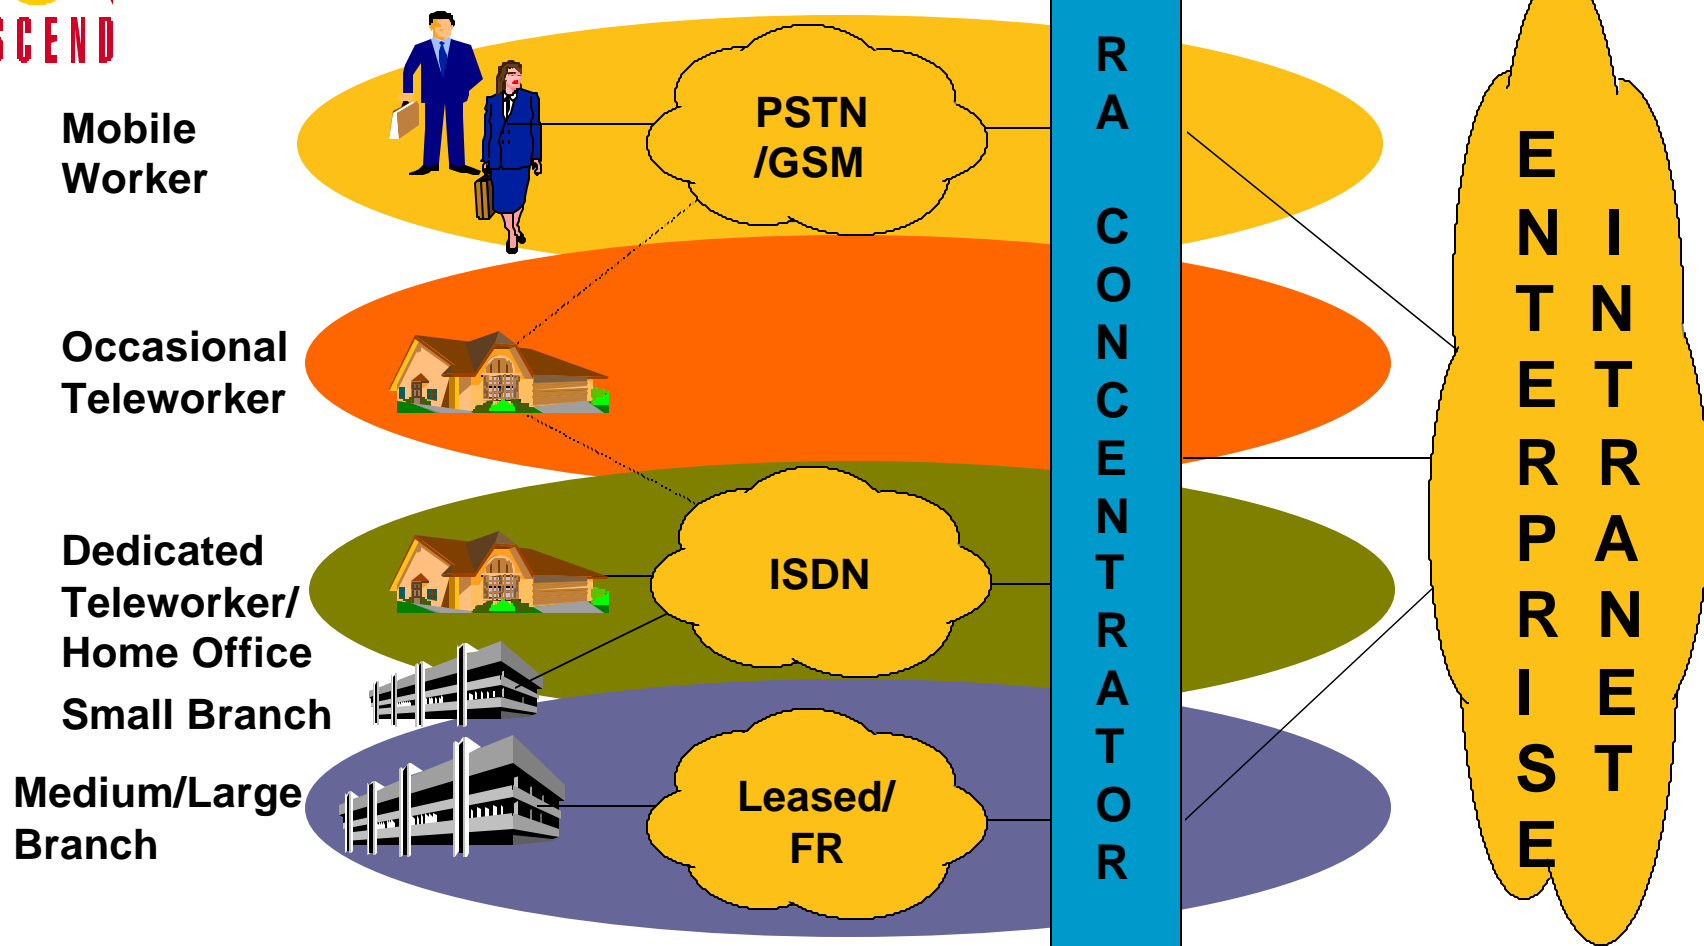 SCEND
Mobile
Worker
PSTN
/GSM
Occasional
Teleworker
Dedicated
Teleworker/
Home Office
ISDN
Small Branch
Medium/Large
Branch
Leased/
FR
RA CONCENTRATOR
ENTERPRISE
INTRANET